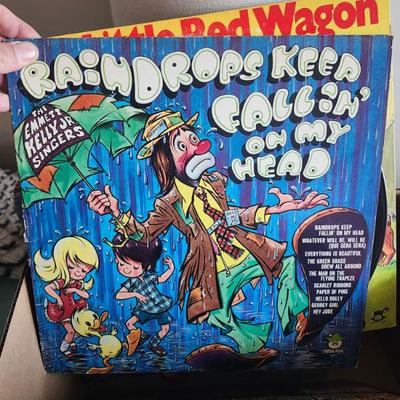 Little Red Wagon
RAINDROPS KEEP
FALLIN'
ON MY
HEAD
THE
EMMETT
KELLY JR.
SINGERS
RAINDROPS KEEP
FALLIN' ON MY HEAD
WHATEVER WILL BE, WILL BE
(QUE SERA SERA)
EVERYTHING IS BEAUTIFUL
THE GREEN GRASS
GREW ALL AROUND
THE MAN ON THE
FLYING TRAPEZE
SCARLET RIBBONS
PAPER OF PINS
HELLO DOLLY
GEORGY GIRL
HEY JUDE
Peter Pan